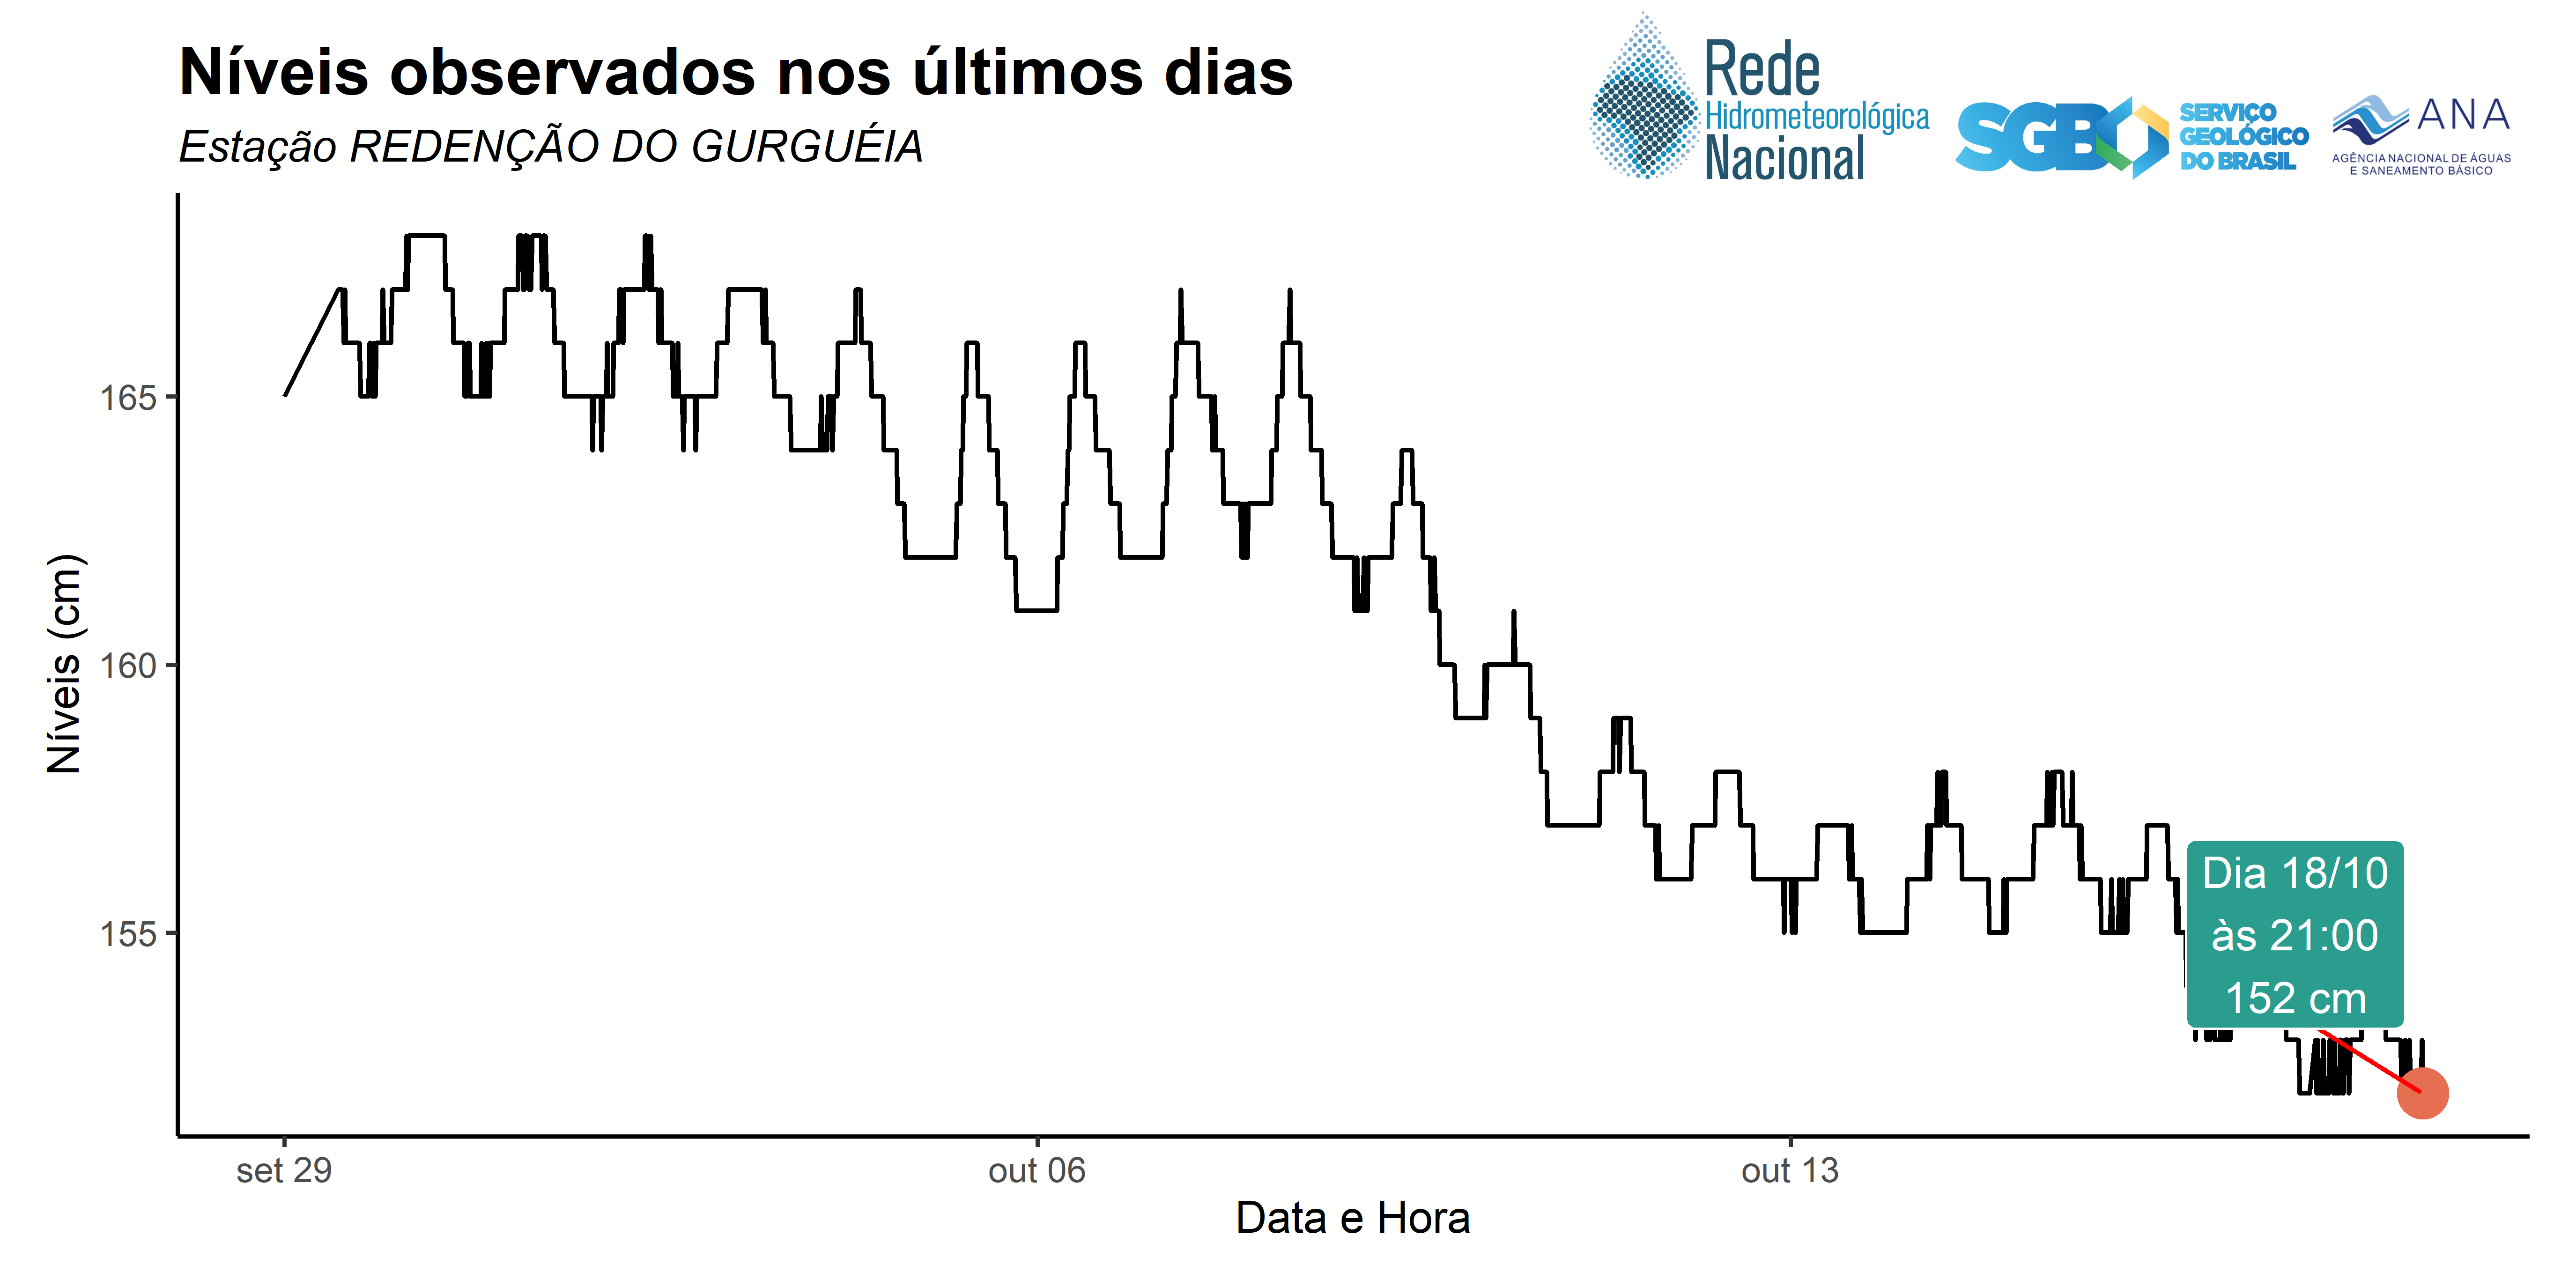 Níveis observados nos últimos dias
Estação REDENÇÃO DO GURGUÉIA
Rede
Hidrometeorológica
Nacional
SGB
SERVIÇO
GEOLÓGICO
DO BRASIL
ANA
AGÊNCIA NACIONAL DE ÁGUAS
E SANEAMENTO BÁSICO
Níveis (cm)
165
160
155
Dia 18/10
às 21:00
152 cm
set 29
out 06
out 13
Data e Hora